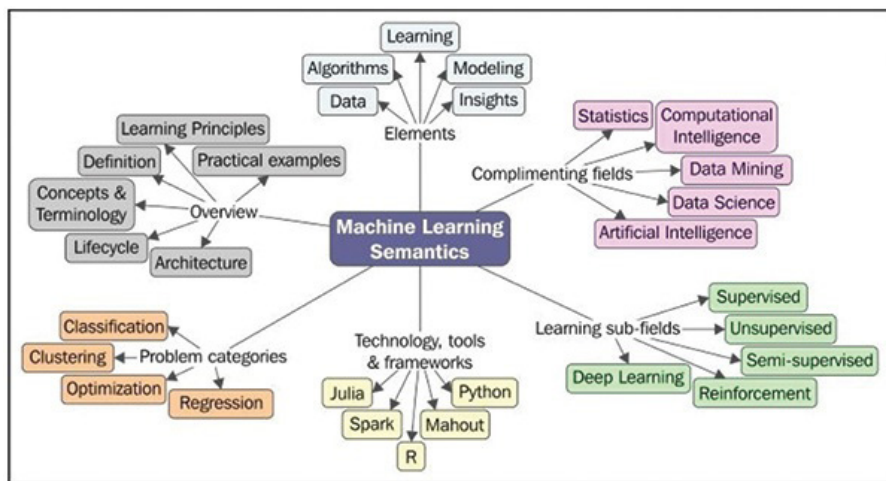 Learning
Algorithms
Modeling
Data
Insights
Elements
Learning Principles
Definition
Practical examples
Concepts &
Terminology
Overview
Lifecycle
Architecture
Statistics
Computational
Intelligence
Complimenting fields
Data Mining
Data Science
Artificial Intelligence
Machine Learning
Semantics
Classification
Clustering
Problem categories
Optimization
Regression
Technology, tools
& frameworks
Julia
Python
Spark
Mahout
R
Learning sub-fields
Supervised
Unsupervised
Semi-supervised
Deep Learning
Reinforcement